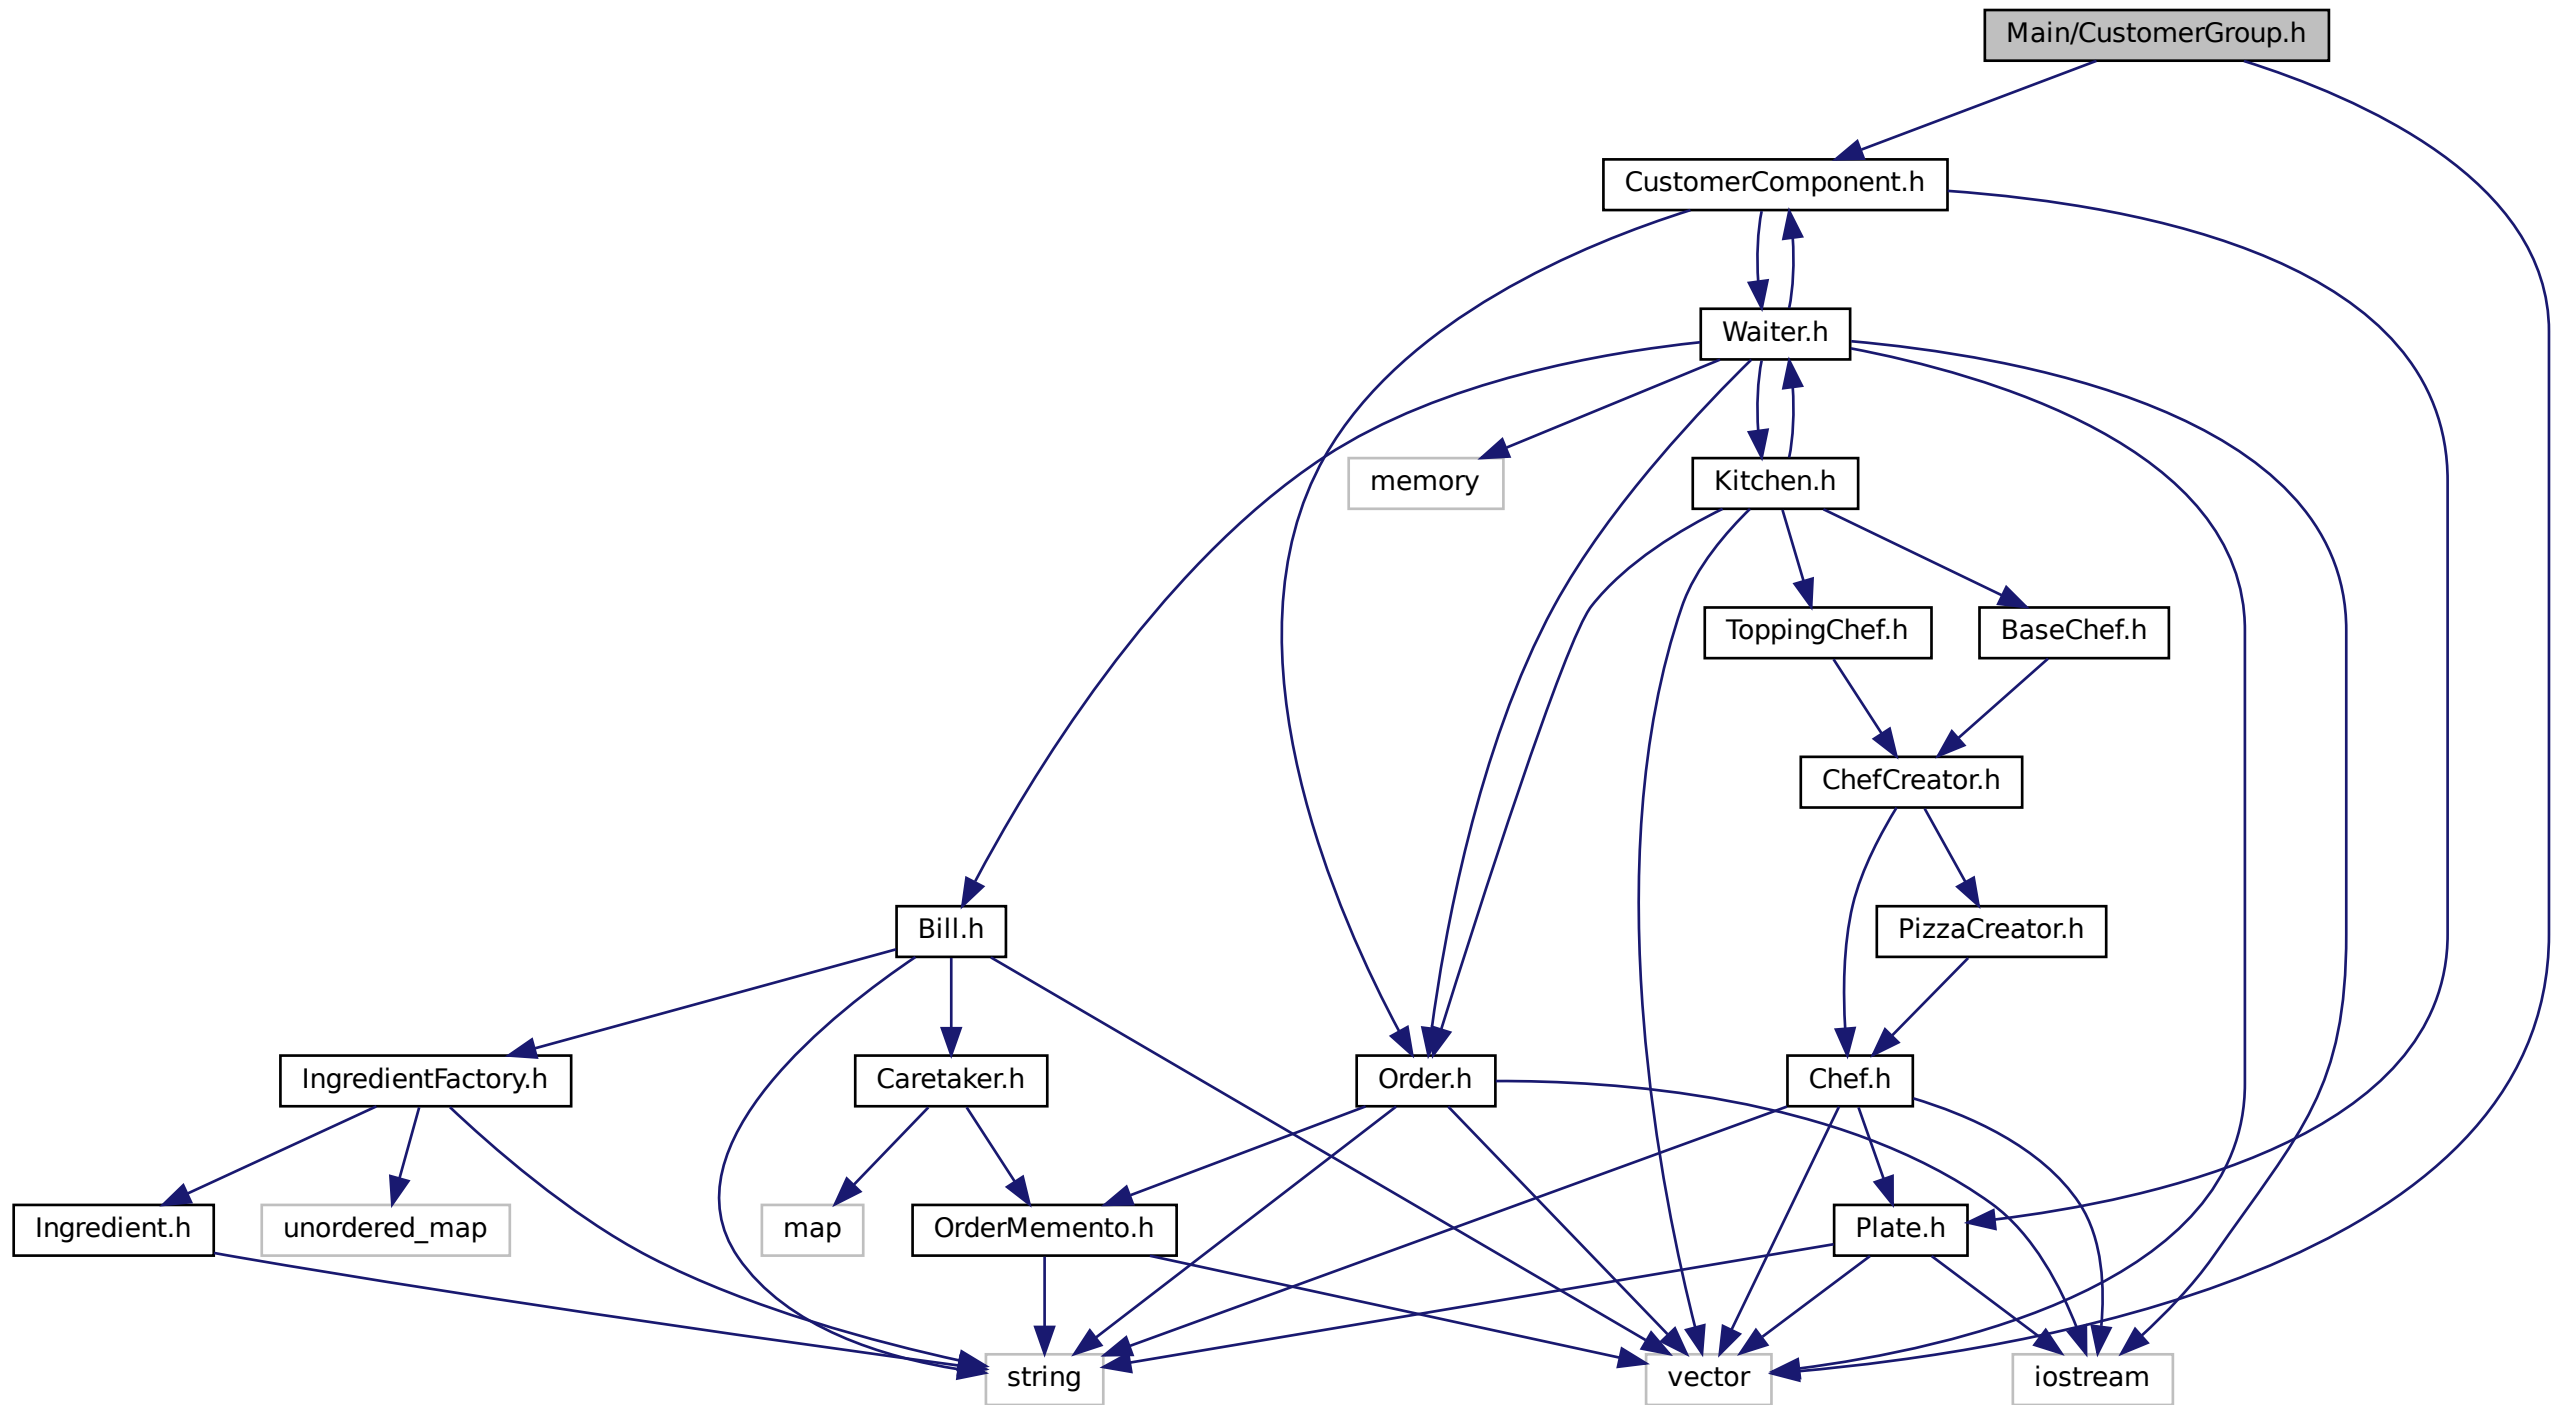 Main/CustomerGroup.h
CustomerComponent.h
Waiter.h
memory
Kitchen.h
ToppingChef.h
BaseChef.h
ChefCreator.h
Bill.h
PizzaCreator.h
IngredientFactory.h
Caretaker.h
Order.h
Chef.h
Ingredient.h
unordered_map
map
OrderMemento.h
Plate.h
string
vector
iostream